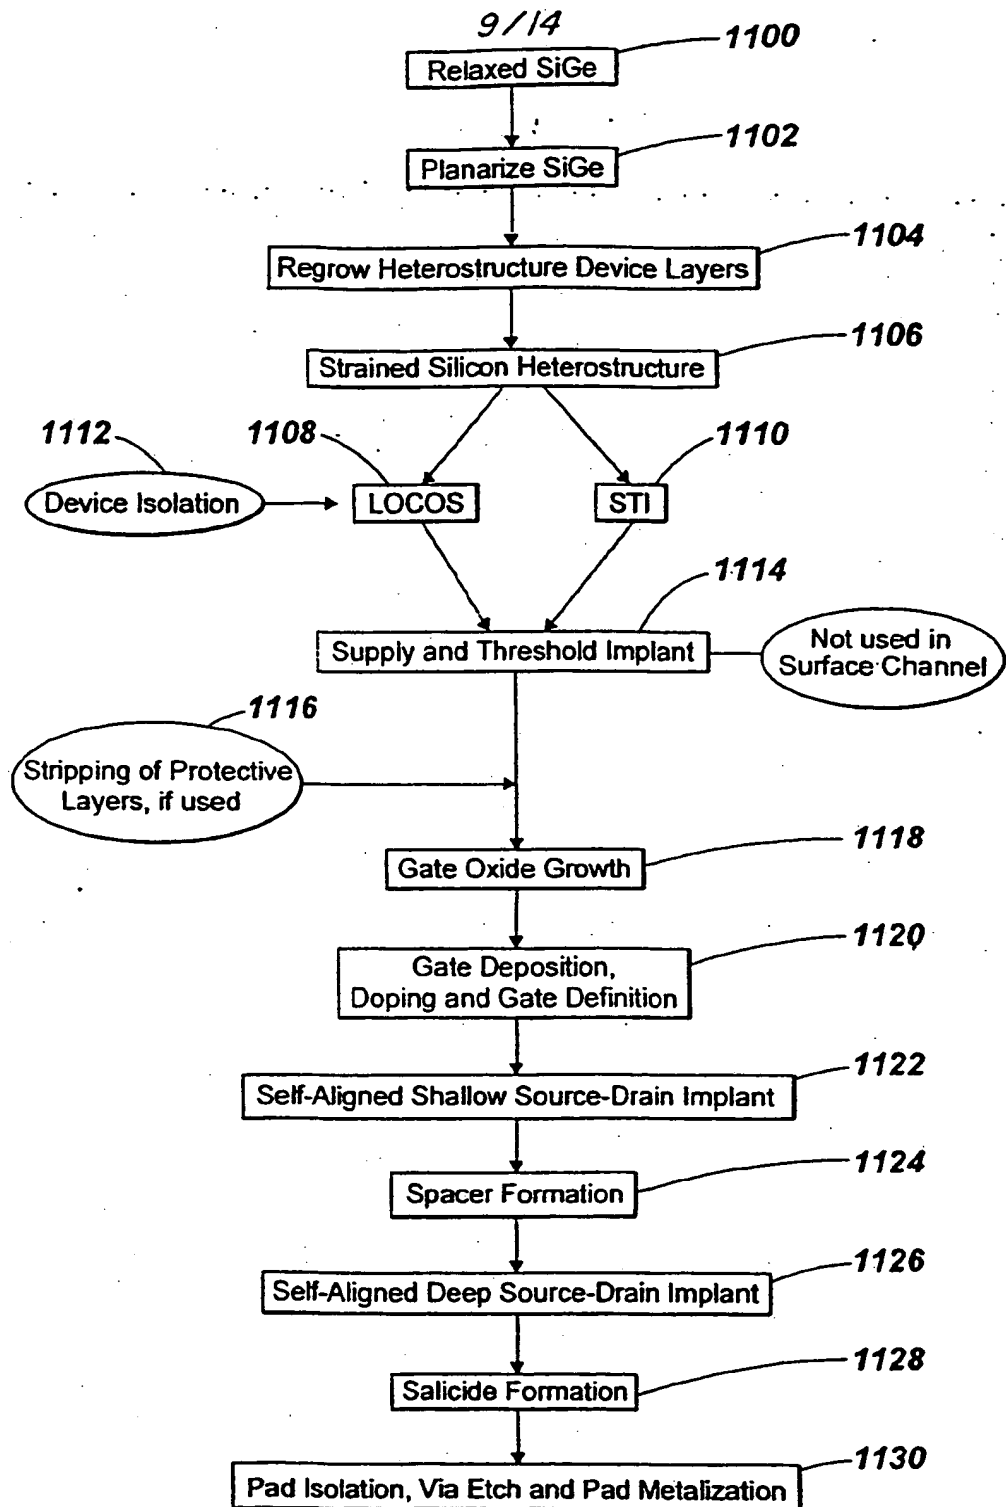 9/14
1100
Relaxed SiGe
1102
Planarize SiGe
1104
Regrow Heterostructure Device Layers
1106
Strained Silicon Heterostructure
1112
1108
1110
Device Isolation
LOCOS
STI
1114
Supply and Threshold Implant
Not used in
Surface Channel
1116
Stripping of Protective
Layers, if used
1118
Gate Oxide Growth
1120
Gate Deposition,
Doping and Gate Definition
1122
Self-Aligned Shallow Source-Drain Implant
1124
Spacer Formation
1126
Self-Aligned Deep Source-Drain Implant
1128
Salicide Formation
1130
Pad Isolation, Via Etch and Pad Metalization